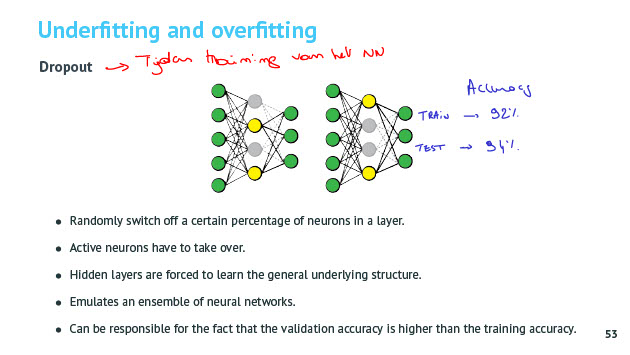 Underfitting and overfitting
Dropout → Tijdens training van het NN
Accuracy
TRAIN → 92%
TEST → 94%
• Randomly switch off a certain percentage of neurons in a layer.
• Active neurons have to take over.
• Hidden layers are forced to learn the general underlying structure.
• Emulates an ensemble of neural networks.
• Can be responsible for the fact that the validation accuracy is higher than the training accuracy.
53